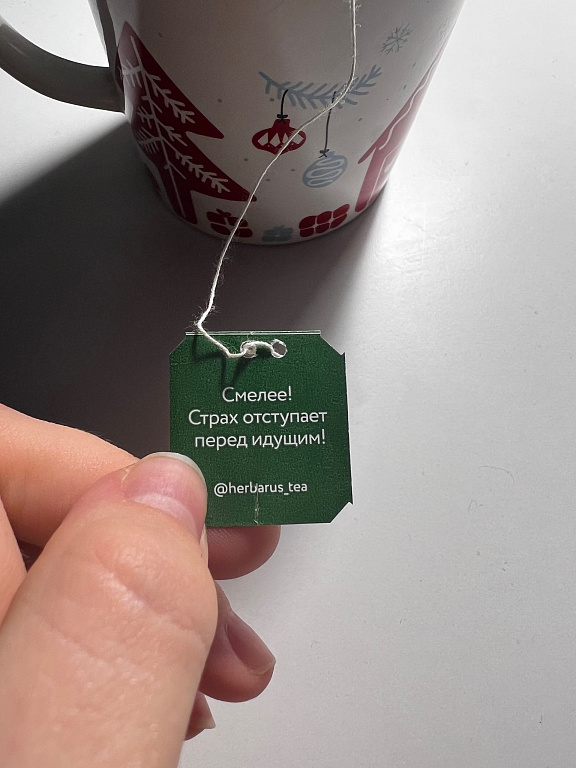 Смелее!
Страх отступает
перед идущим!
@herbarus_tea